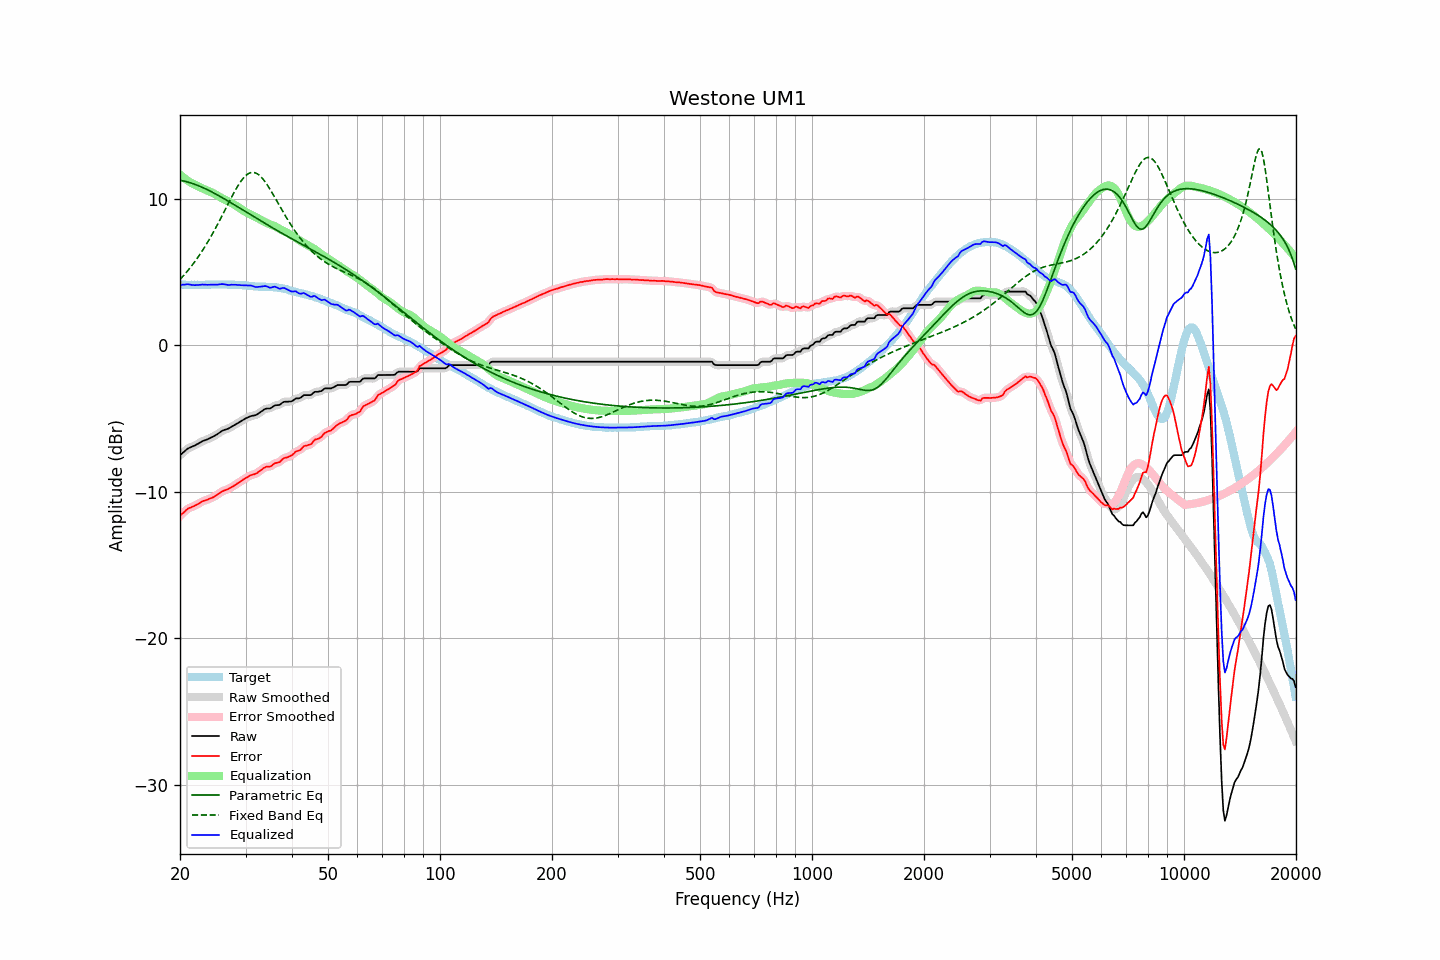 Westone UM1
Amplitude (dBr)
10
0
−10
−20
−30
Target
Raw Smoothed
Error Smoothed
Raw
Error
Equalization
Parametric Eq
Fixed Band Eq
Equalized
20 50 100 200 500 1000 2000 5000 10000 20000
Frequency (Hz)